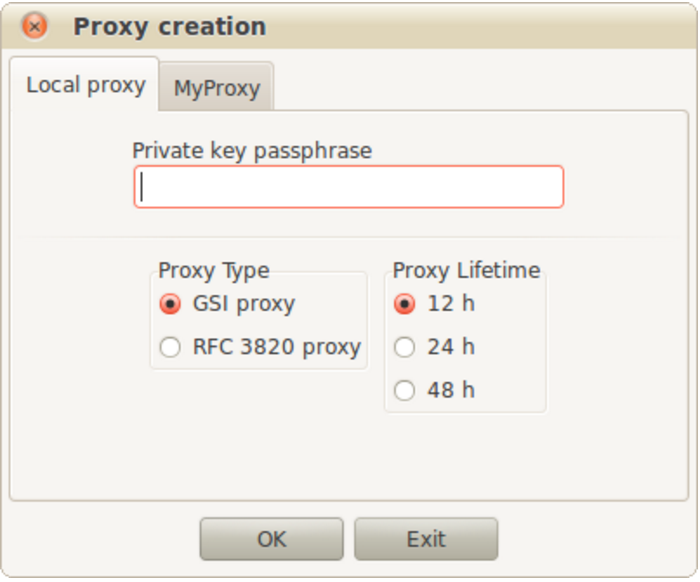 Proxy creation
Local proxy MyProxy
Private key passphrase
Proxy Type
GSI proxy
RFC 3820 proxy
Proxy Lifetime
12 h
24 h
48 h
OK Exit